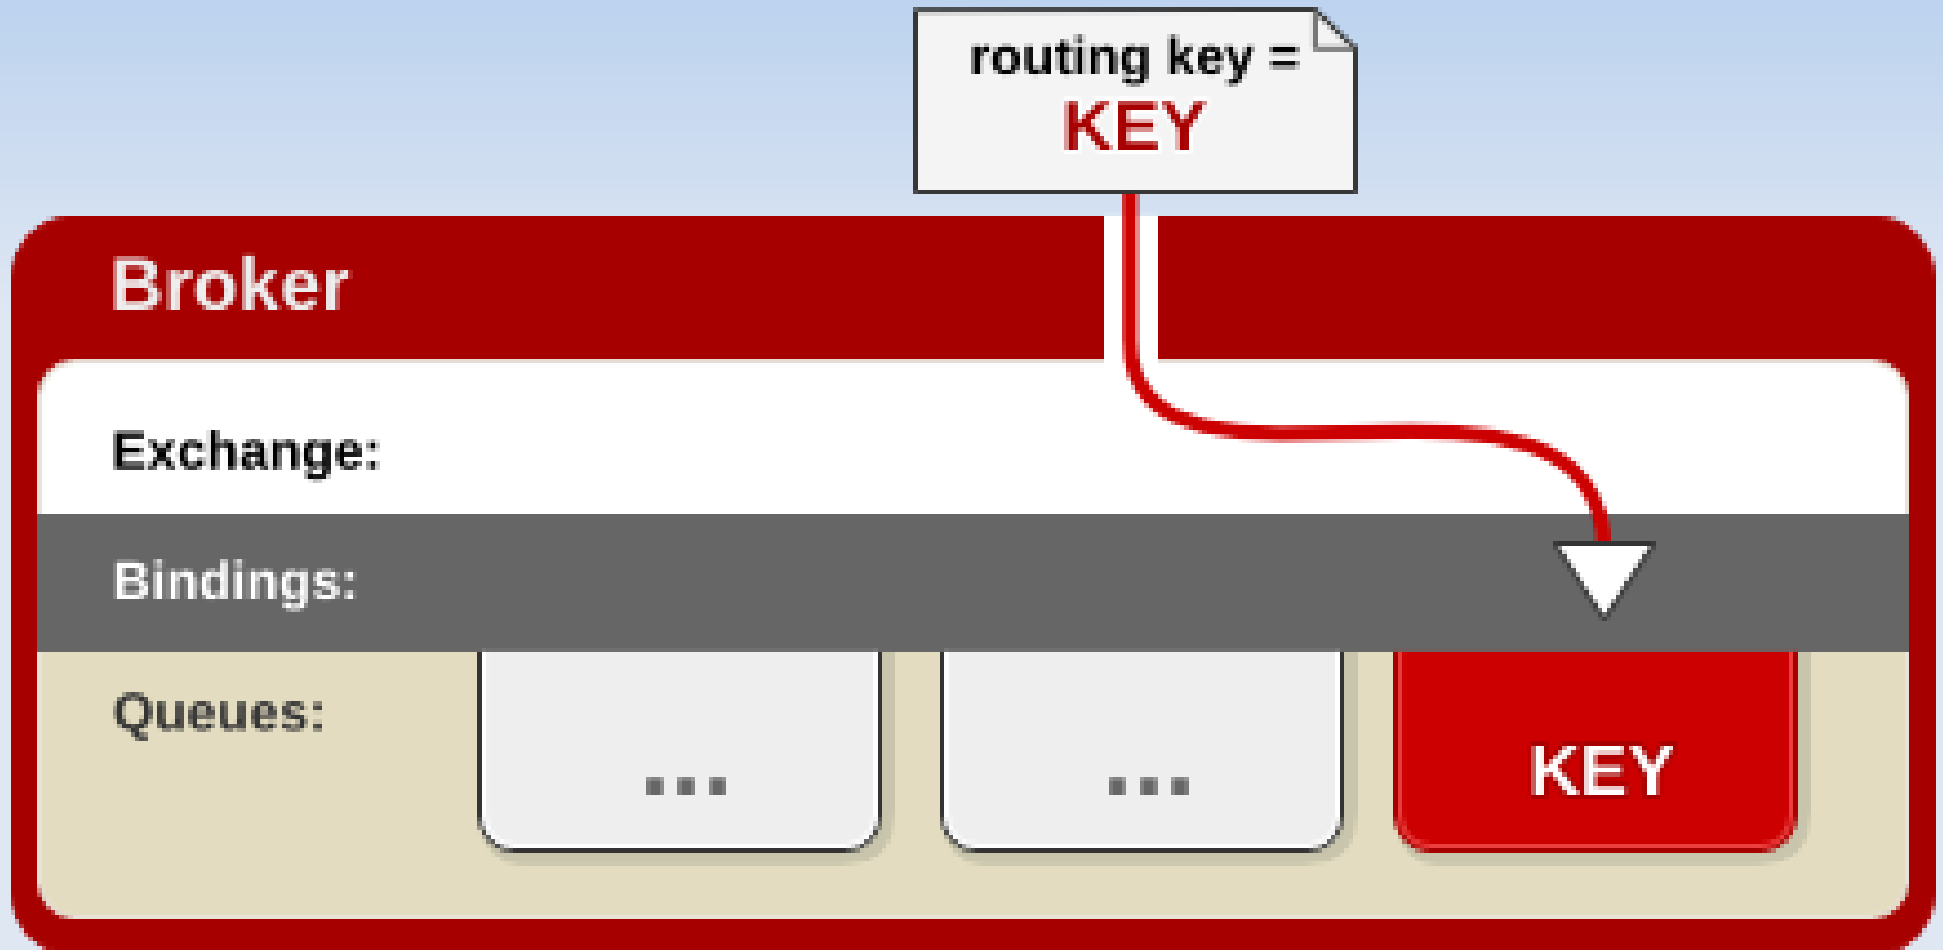 routing key =
KEY
Broker
Exchange:
Bindings:
Queues:
...
...
KEY